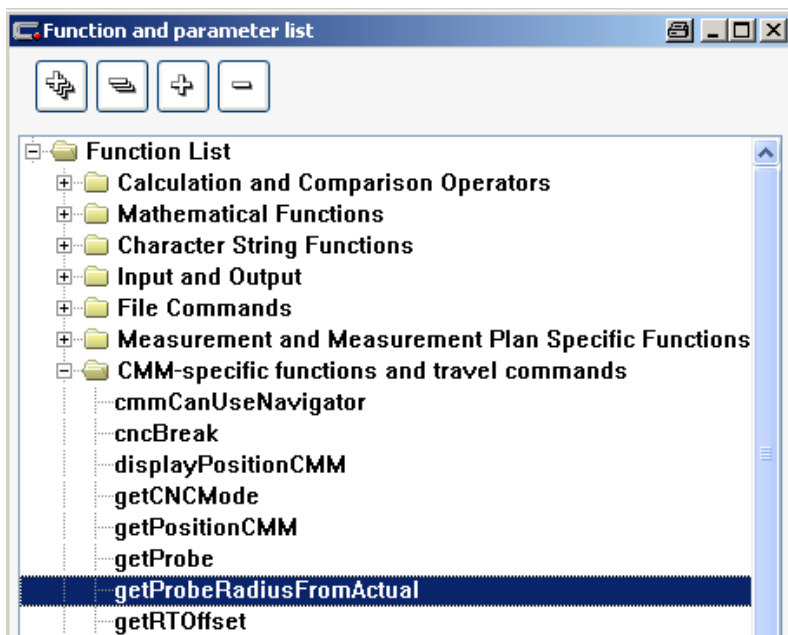 Function and parameter list
Function List
Calculation and Comparison Operators
Mathematical Functions
Character String Functions
Input and Output
File Commands
Measurement and Measurement Plan Specific Functions
CMM-specific functions and travel commands
cmmCanUseNavigator
cncBreak
displayPositionCMM
getCNCMode
getPositionCMM
getProbe
getProbeRadiusFromActual
getRTOffset